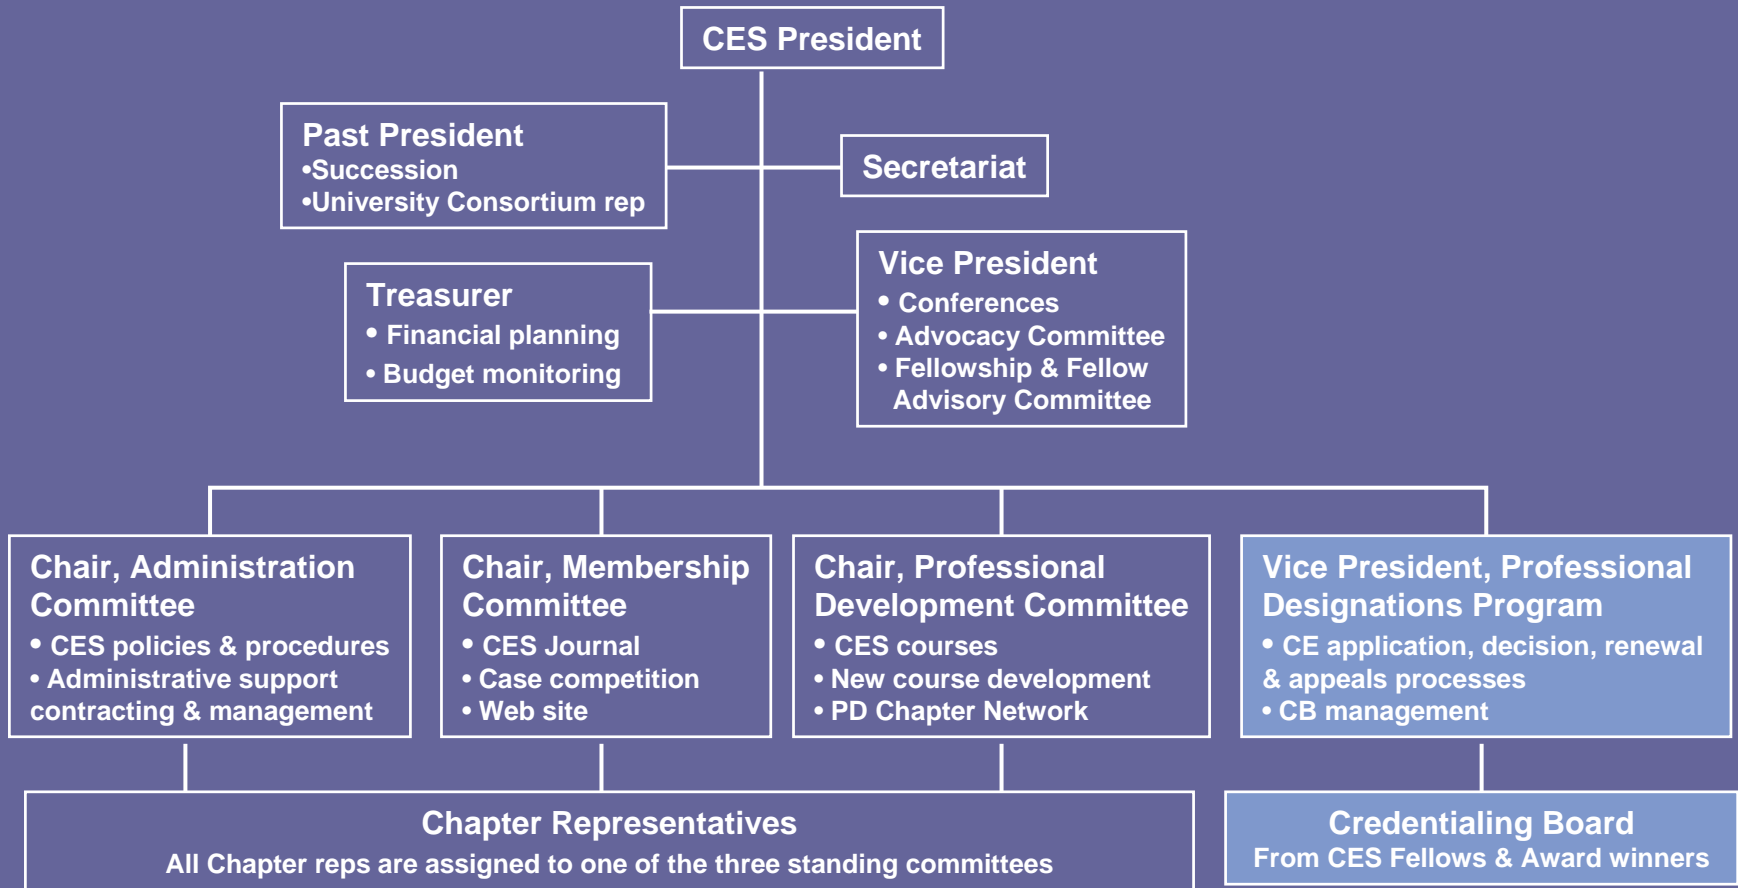 CES President
Past President
•Succession
•University Consortium rep
Secretariat
Treasurer
• Financial planning
• Budget monitoring
Vice President
• Conferences
• Advocacy Committee
• Fellowship & Fellow
Advisory Committee
Chair, Administration
Committee
• CES policies & procedures
• Administrative support
contracting & management
Chair, Membership
Committee
• CES Journal
• Case competition
• Web site
Chair, Professional
Development Committee
• CES courses
• New course development
• PD Chapter Network
Vice President, Professional
Designations Program
• CE application, decision, renewal
& appeals processes
• CB management
Chapter Representatives
All Chapter reps are assigned to one of the three standing committees
Credentialing Board
From CES Fellows & Award winners